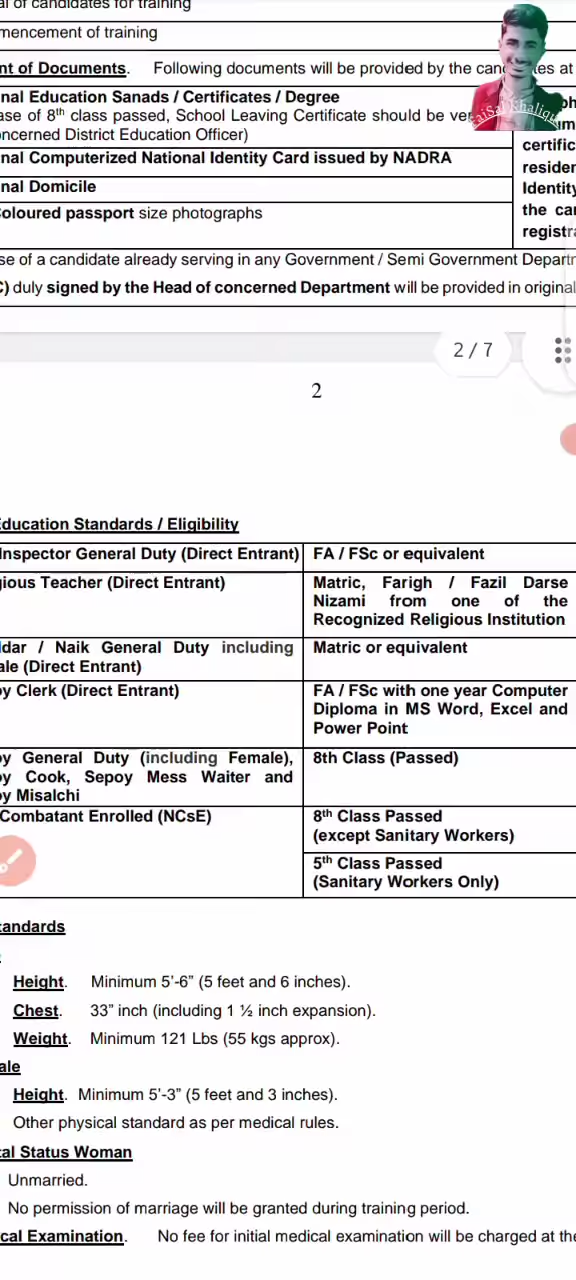 al of candidates for training
mencement of training
nt of Documents. Following documents will be provided by the can es at
nal Education Sanads / Certificates / Degree
ase of 8th class passed, School Leaving Certificate should be ver
oncerned District Education Officer)
nal Computerized National Identity Card issued by NADRA
nal Domicile
Coloured passport size photographs
certific
residen
Identity
the can
registra
Faisal Khalique
se of a candidate already serving in any Government / Semi Government Departm
C) duly signed by the Head of concerned Department will be provided in original
2 / 7
2
Education Standards / Eligibility
Inspector General Duty (Direct Entrant) FA / FSc or equivalent
gious Teacher (Direct Entrant) Matric, Farigh / Fazil Darse
Nizami from one of the
Recognized Religious Institution
ldar / Naik General Duty including Matric or equivalent
ale (Direct Entrant)
oy Clerk (Direct Entrant) FA / FSc with one year Computer
Diploma in MS Word, Excel and
Power Point
oy General Duty (including Female), 8th Class (Passed)
oy Cook, Sepoy Mess Waiter and
oy Misalchi
Combatant Enrolled (NCsE) 8th Class Passed
(except Sanitary Workers)
5th Class Passed
(Sanitary Workers Only)
tandards
Height. Minimum 5'-6" (5 feet and 6 inches).
Chest. 33" inch (including 1 ½ inch expansion).
Weight. Minimum 121 Lbs (55 kgs approx).
ale
Height. Minimum 5'-3" (5 feet and 3 inches).
Other physical standard as per medical rules.
tal Status Woman
Unmarried.
No permission of marriage will be granted during training period.
cal Examination. No fee for initial medical examination will be charged at the